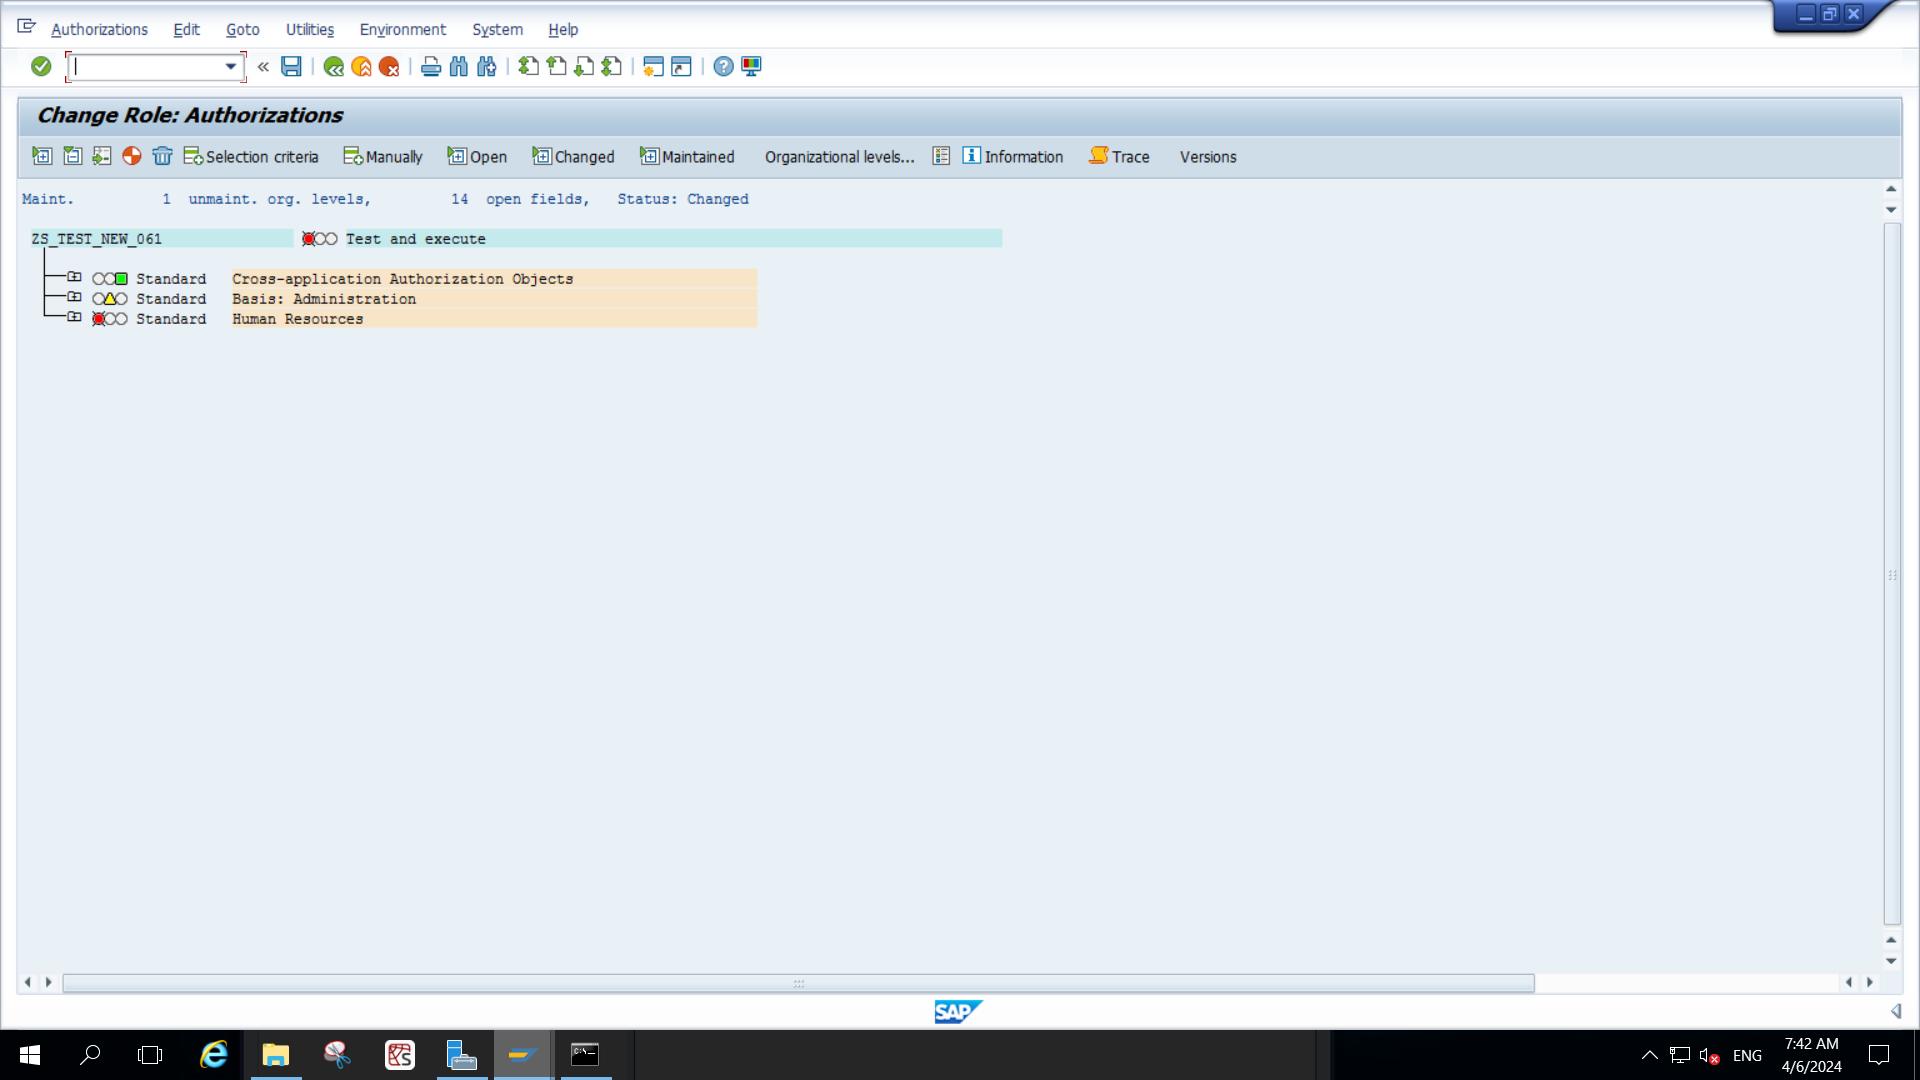 Authorizations Edit Goto Utilities Environment System Help
Change Role: Authorizations
Selection criteria Manually Open Changed Maintained Organizational levels... Information Trace Versions
Maint. 1 unmaint. org. levels, 14 open fields, Status: Changed
ZS_TEST_NEW_061 Test and execute
Standard Cross-application Authorization Objects
Standard Basis: Administration
Standard Human Resources
SAP
ENG
7:42 AM
4/6/2024